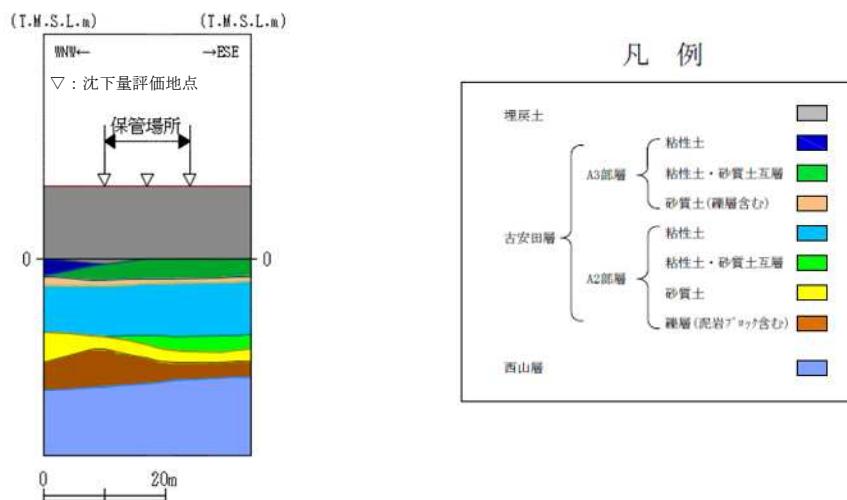 (T.M.S.L.m) (T.M.S.L.m)
WNW← →ESE
▽：沈下量評価地点
保管場所
0 0
0 20m
凡 例
埋戻土
古安田層
A3部層
粘性土
粘性土・砂質土互層
砂質土(礫層含む)
A2部層
粘性土
粘性土・砂質土互層
砂質土
礫層(泥岩ﾌﾞﾛｯｸ含む)
西山層